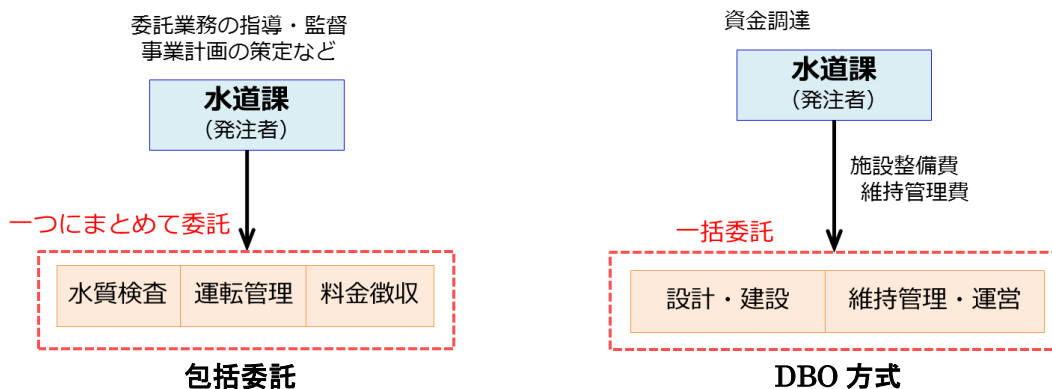 委託業務の指導・監督
事業計画の策定など
水道課
（発注者）
一つにまとめて委託
水質検査
運転管理
料金徴収
包括委託
資金調達
水道課
（発注者）
施設整備費
維持管理費
一括委託
設計・建設
維持管理・運営
DBO 方式